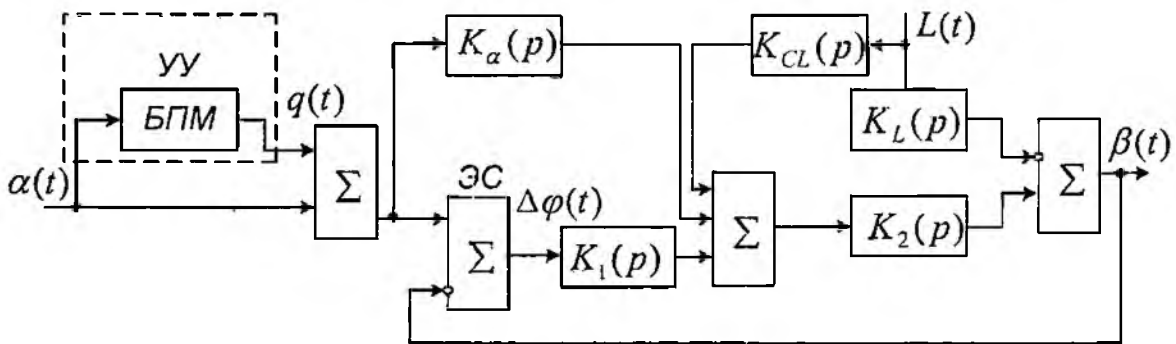 УУ
БПМ
q(t)
α(t)
Σ
K_α(p)
ЭС
Σ
Δφ(t)
K_1(p)
Σ
K_CL(p)
L(t)
K_L(p)
K_2(p)
Σ
β(t)